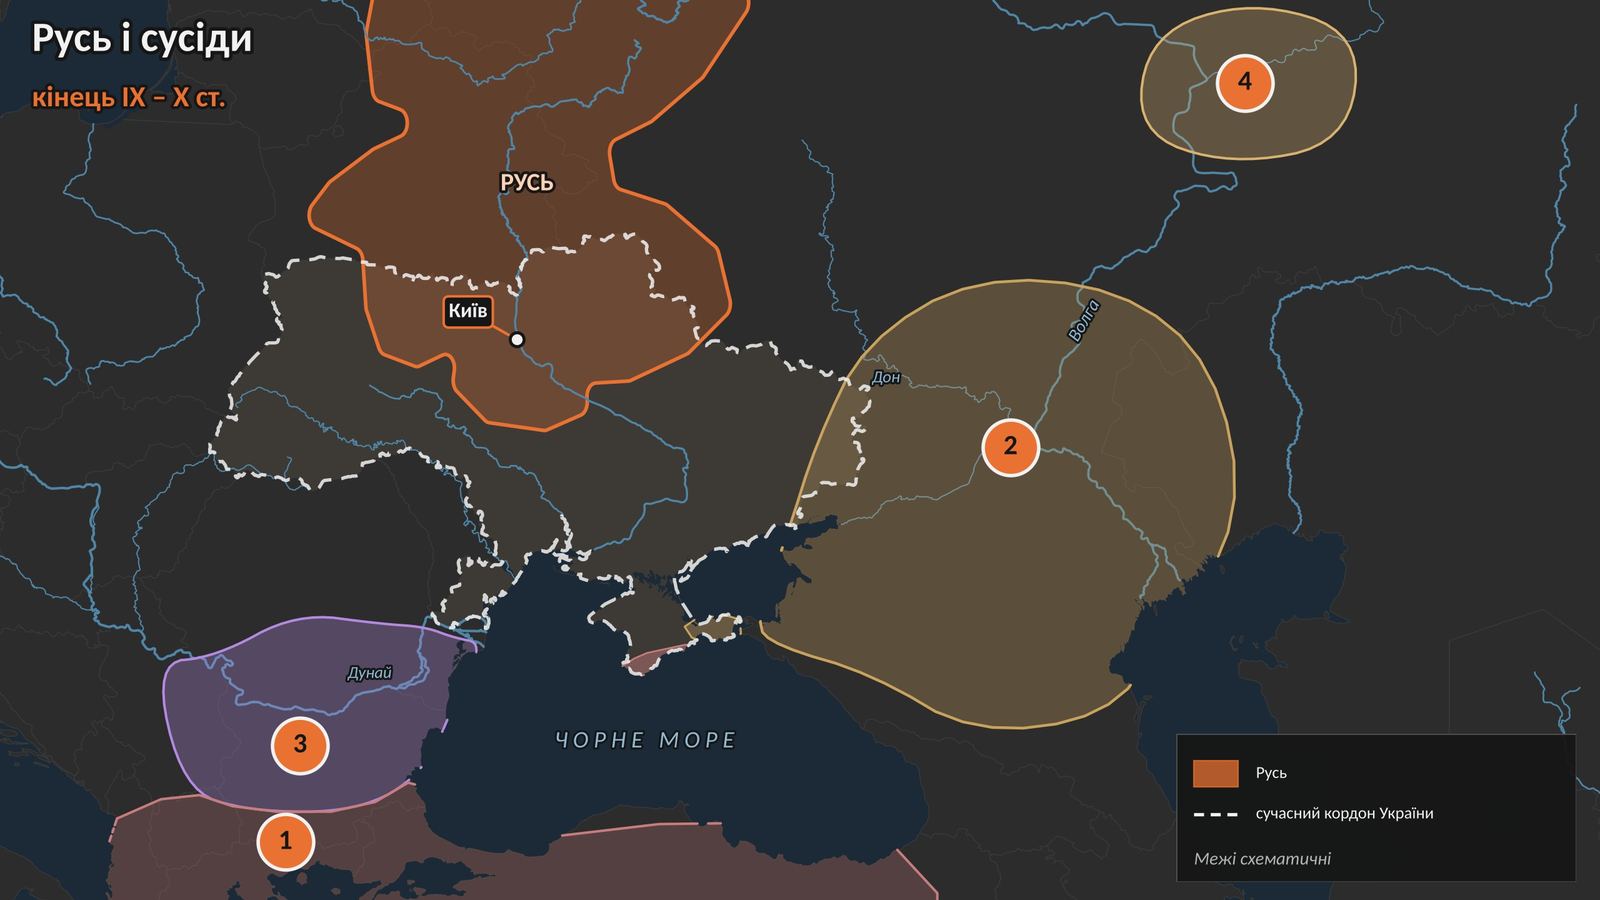 Русь і сусіди
кінець IX – X ст.
4
РУСЬ
Київ
Волга
Дон
2
Дунай
3
ЧОРНЕ МОРЕ
1
Русь
сучасний кордон України
Межі схематичні